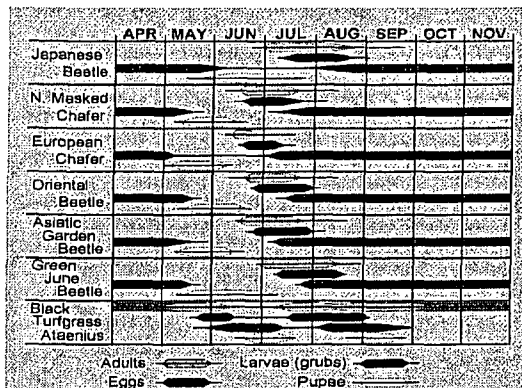 APR MAY JUN JUL AUG SEP OCT NOV
Japanese
Beetle
N. Masked
Chafer
European
Chafer
Oriental
Beetle
Asiatic
Garden
Beetle
Green
June
Beetle
Black
Turfgrass
Ataenius
Adults Larvae (grubs)
Eggs Pupae